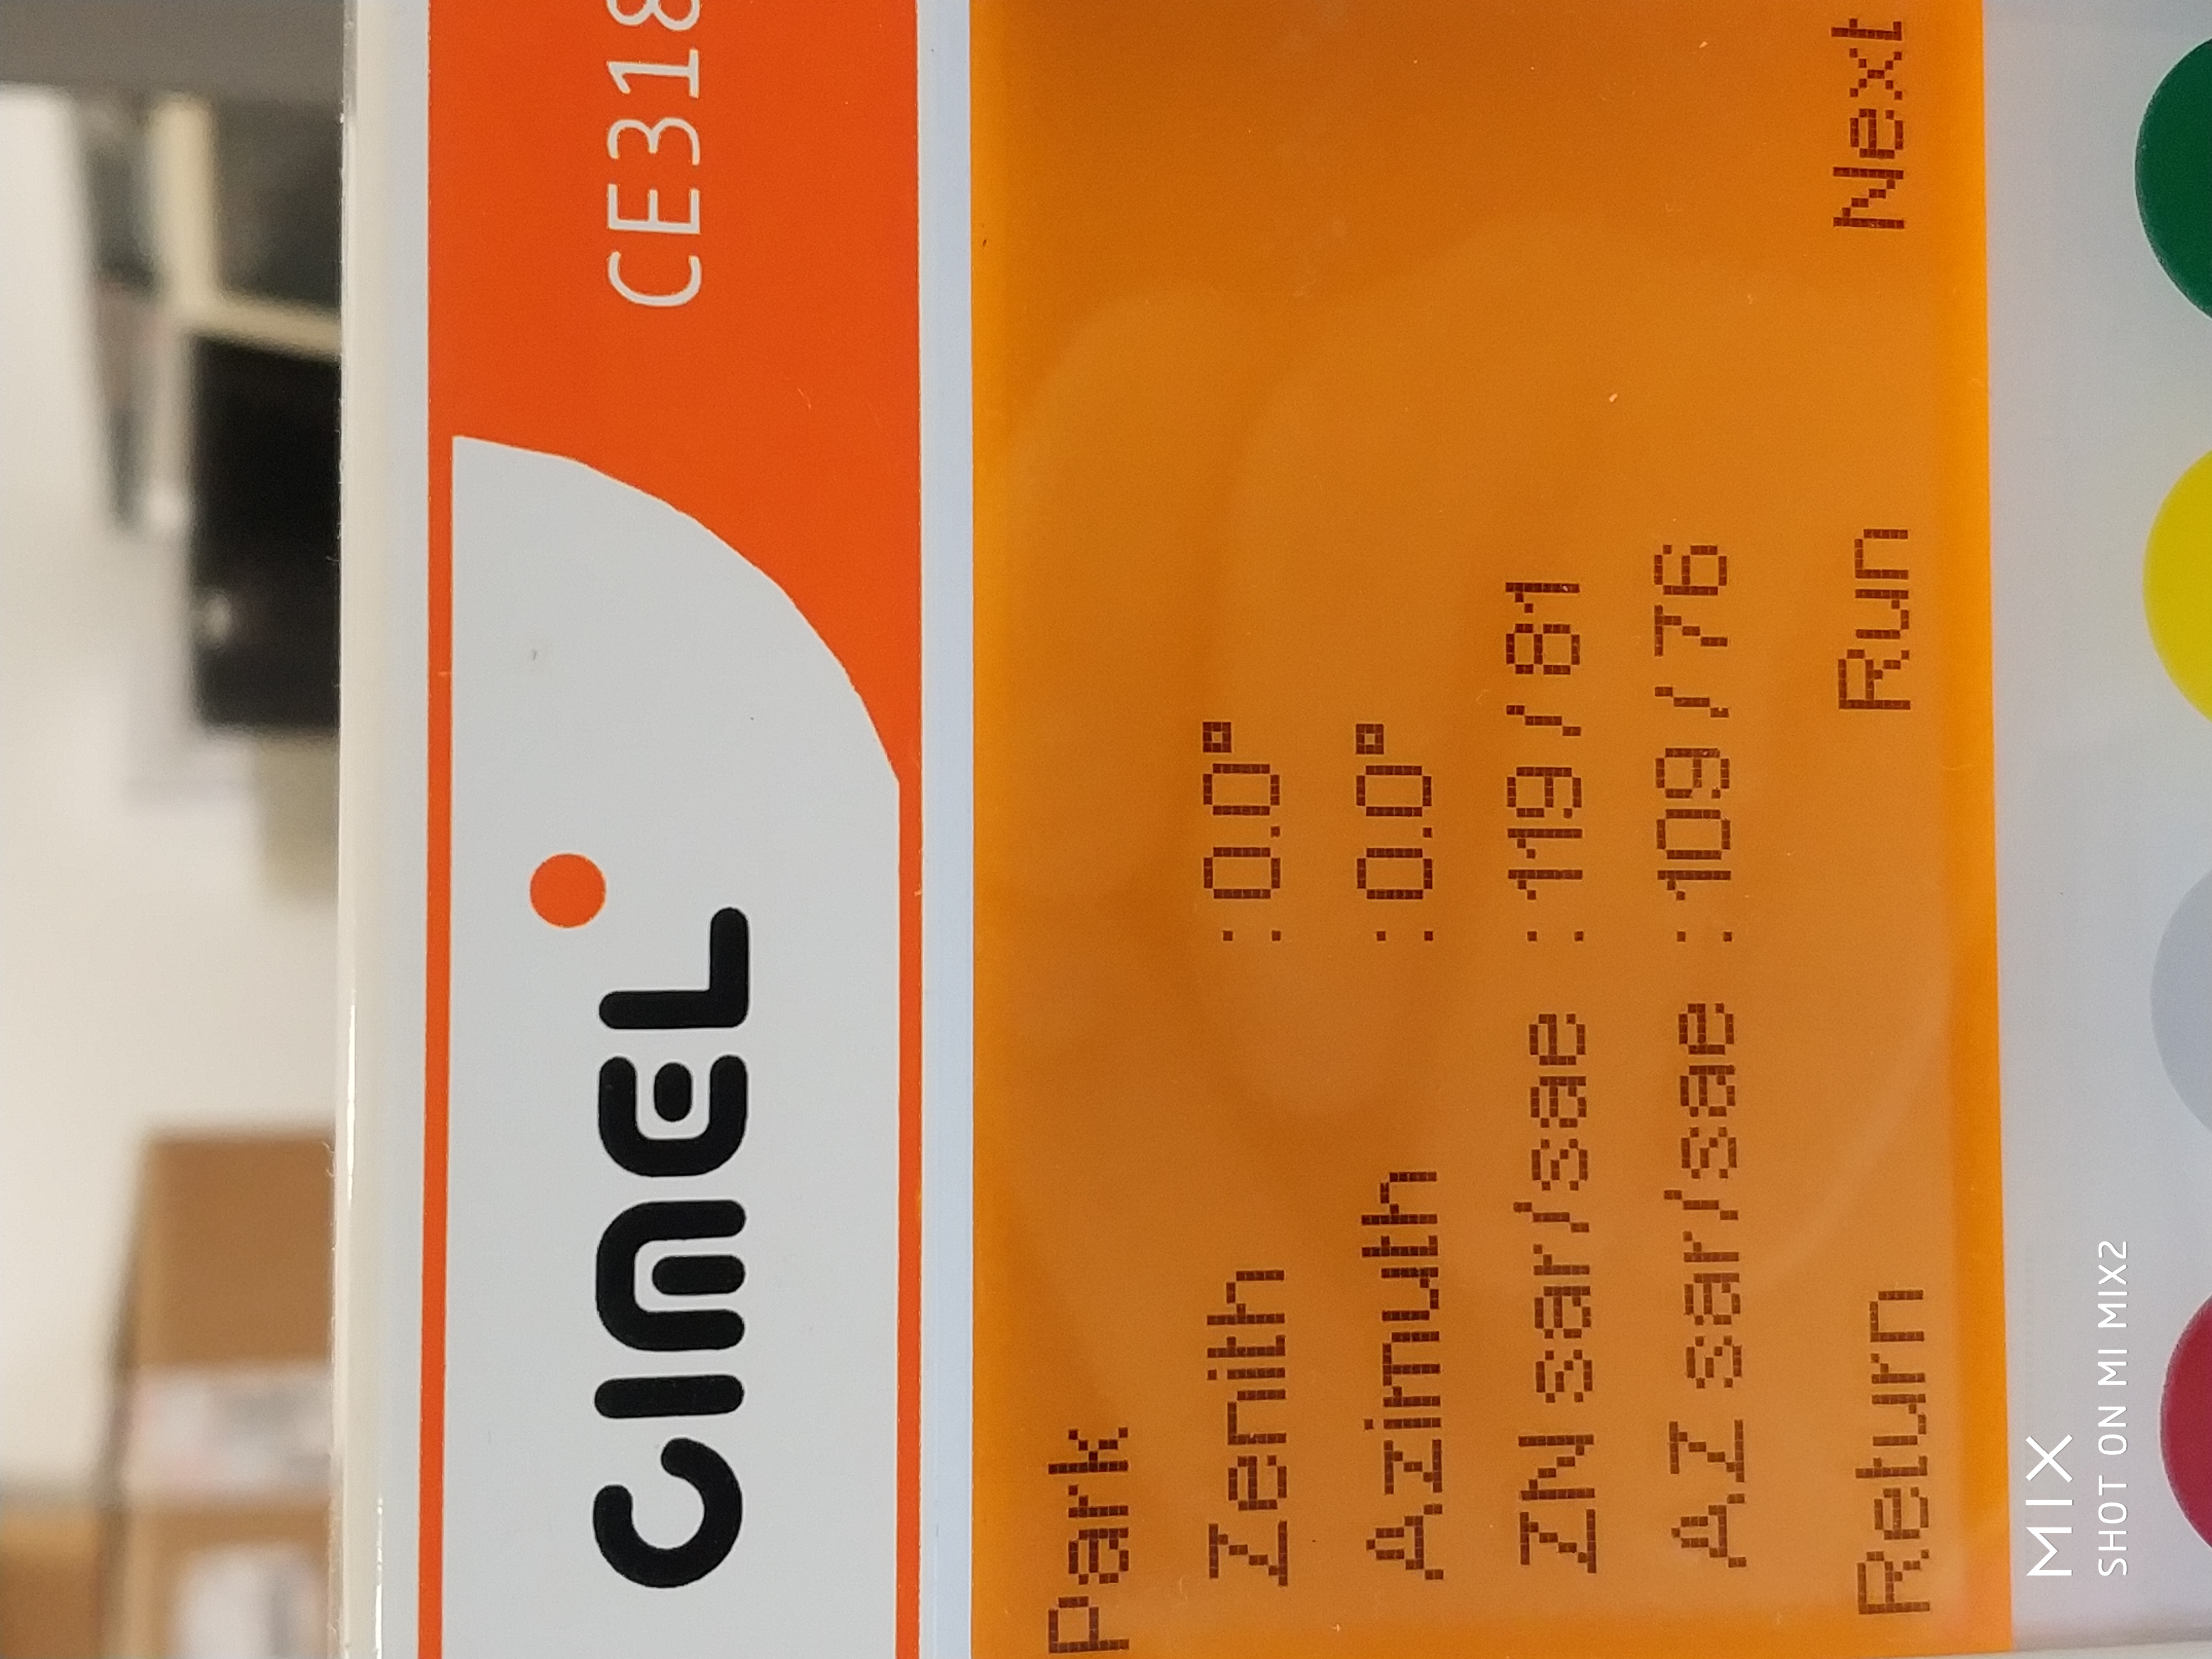 CIMEL
CE318
Park
Zenith : 0.0°
Azimuth : 0.0°
ZN sar/sae : 119 / 81
AZ sar/sae : 109 / 76
Return Run Next
MIX
SHOT ON MI MIX2